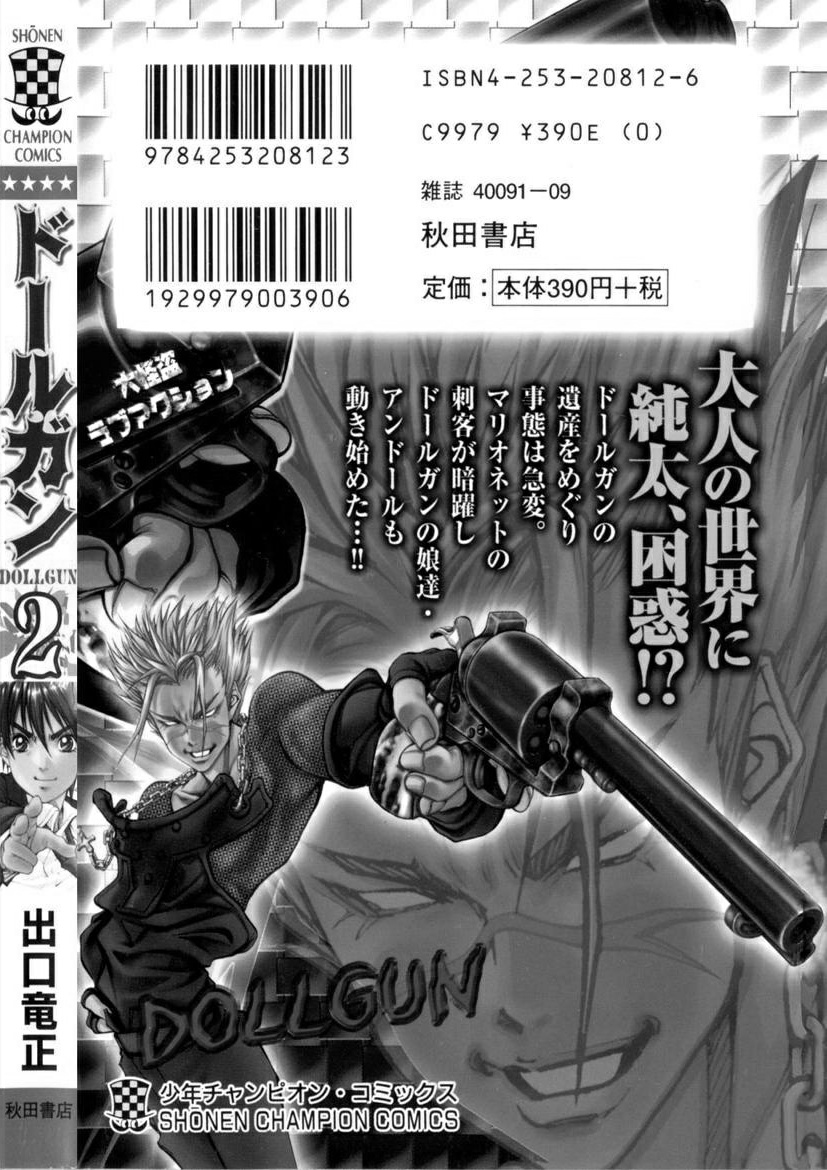 SHŌNEN
CHAMPION
COMICS
ドールガン
DOLLGUN
2
出口竜正
秋田書店
9784253208123
1929979003906
ISBN4-253-20812-6
C9979 ¥390E (0)
雑誌 40091-09
秋田書店
定価：本体390円+税
大人の世界に
純太、困惑!?
ドールガンの
遺産をめぐり
事態は急変。
マリオネットの
刺客が暗躍し
ドールガンの娘達・
アンドールも
動き始めた…!!
大怪盗
ラブアクション
DOLLGUN
少年チャンピオン・コミックス
SHŌNEN CHAMPION COMICS